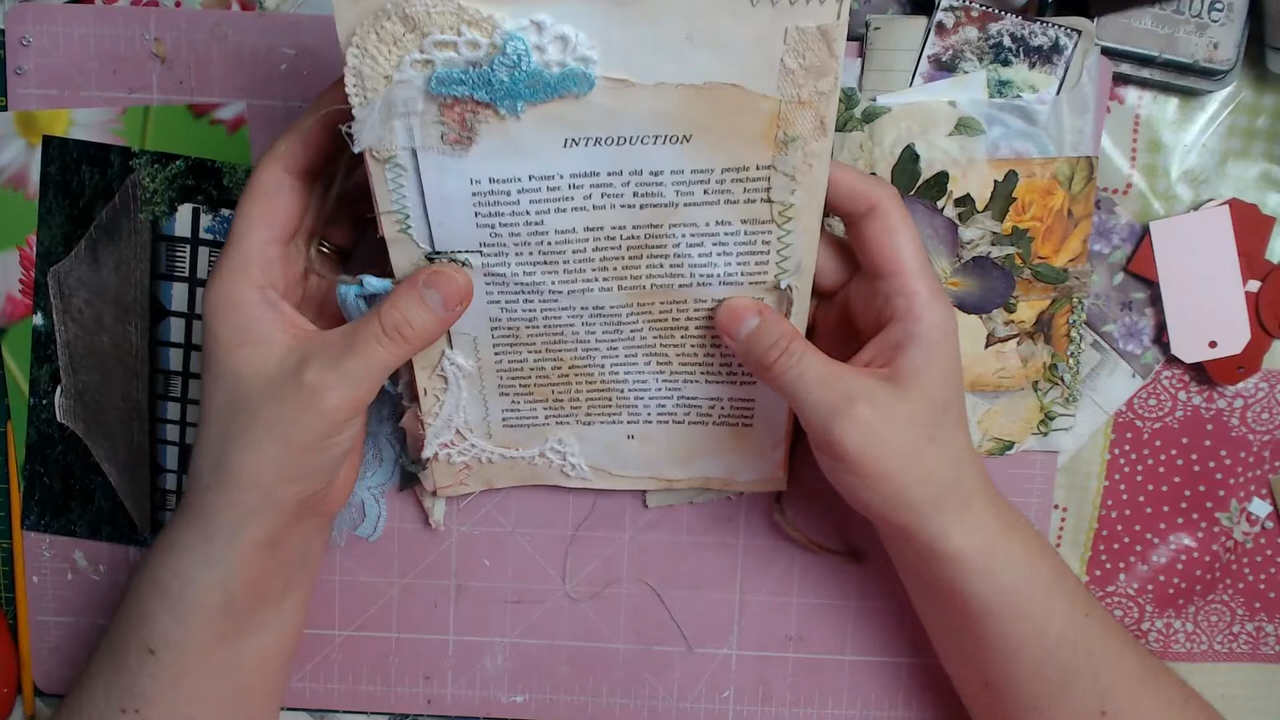 INTRODUCTION
IN Beatrix Potter's middle and old age not many people knew
anything about her. Her name, of course, conjured up enchanting
childhood memories of Peter Rabbit, Tom Kitten, Jemima
Puddle-duck and the rest, but it was generally assumed that she had
long been dead.
On the other hand, there was another person, a Mrs. William
Heelis, wife of a solicitor in the Lake District, a woman well known
locally as a farmer and shrewd purchaser of land, who could be
bluntly outspoken at cattle shows and sheep fairs, and who pottered
about in her own fields with a stout stick and usually, in wet and
windy weather, a meal-sack across her shoulders. It was a fact known
to remarkably few people that Beatrix Potter and Mrs. Heelis were
one and the same.
This was precisely as she would have wished. She had
life through three very different phases, and her sense
privacy was extreme. Her childhood cannot be
Lonely, restricted, in the stuffy and frustrating
prosperous middle-class household in which almost
activity was frowned upon, she consoled herself with the
of small animals, chiefly mice and rabbits, which she
studied with the absorbing passion of both naturalist and
'I cannot rest,' she wrote in the secret-code journal which she
from her fourteenth to her thirtieth year, 'I must draw, however poor
the result I will do something sooner or later.'
As indeed she did, passing into the second phase—only thirteen
years—in which her picture-letters to the children of a former
governess gradually developed into a series of little published
masterpieces. Mrs. Tiggy-winkle and the rest had partly fulfilled her
11